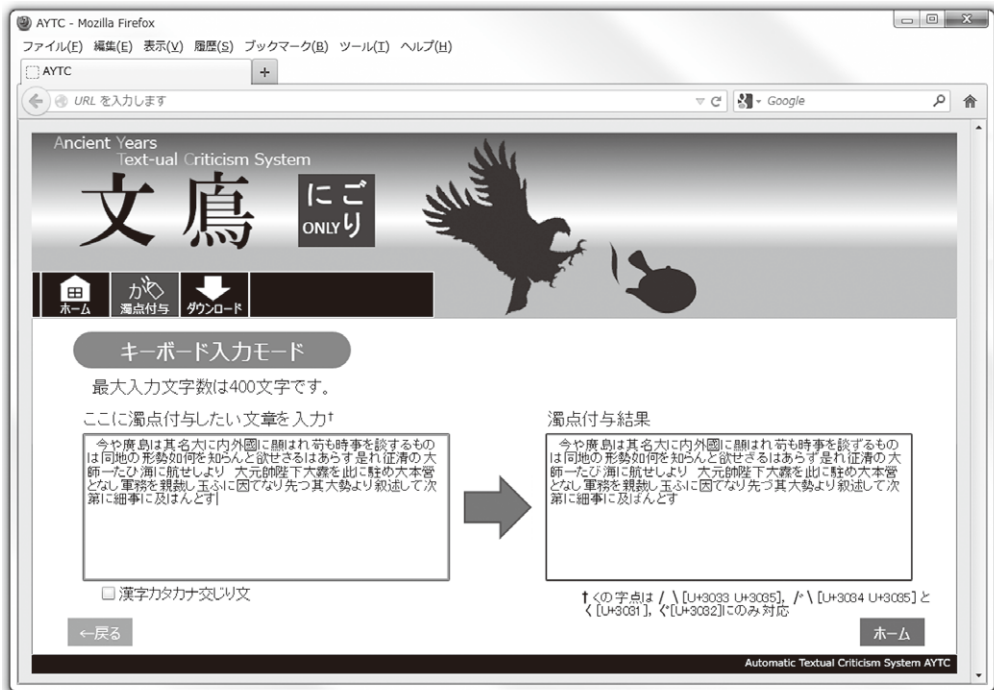 AYTC - Mozilla Firefox
ファイル(F) 編集(E) 表示(V) 履歴(S) ブックマーク(B) ツール(T) ヘルプ(H)
AYTC
+
URL を入力します
Google
Ancient Years
Text-ual Criticism System
文鳫
にご
ONLYり
ホーム
濁点付与
ダウンロード
キーボード入力モード
最大入力文字数は400文字です。
ここに濁点付与したい文章を入力†
今や廣島は其名大に内外國に顕はれ苟も時事を談するもの
は同地の形勢如何を知らんと欲せさるはあらす是れ征清の大
師一たび海に航せしより 大元帥陛下大纛を此に駐め大本營
となし軍務を親裁し玉ふに因てなり先つ其大勢より叙述して次
第に細事に及はんとす
漢字カタカナ交じり文
濁点付与結果
今や廣島は其名大に内外國に顕はれ苟も時事を談ずるもの
は同地の形勢如何を知らんと欲せざるはあらず是れ征清の大
師一たび海に航せしより 大元帥陛下大纛を此に駐め大本營
となし軍務を親裁し玉ふに因てなり先づ其大勢より叙述して次
第に細事に及ばんとす
†くの字点は 〳〵 [U+3033 U+3035], 〴〵 [U+3034 U+3035] と
〱 [U+3031], 〲 [U+3032]にのみ対応
←戻る
ホーム
Automatic Textual Criticism System AYTC